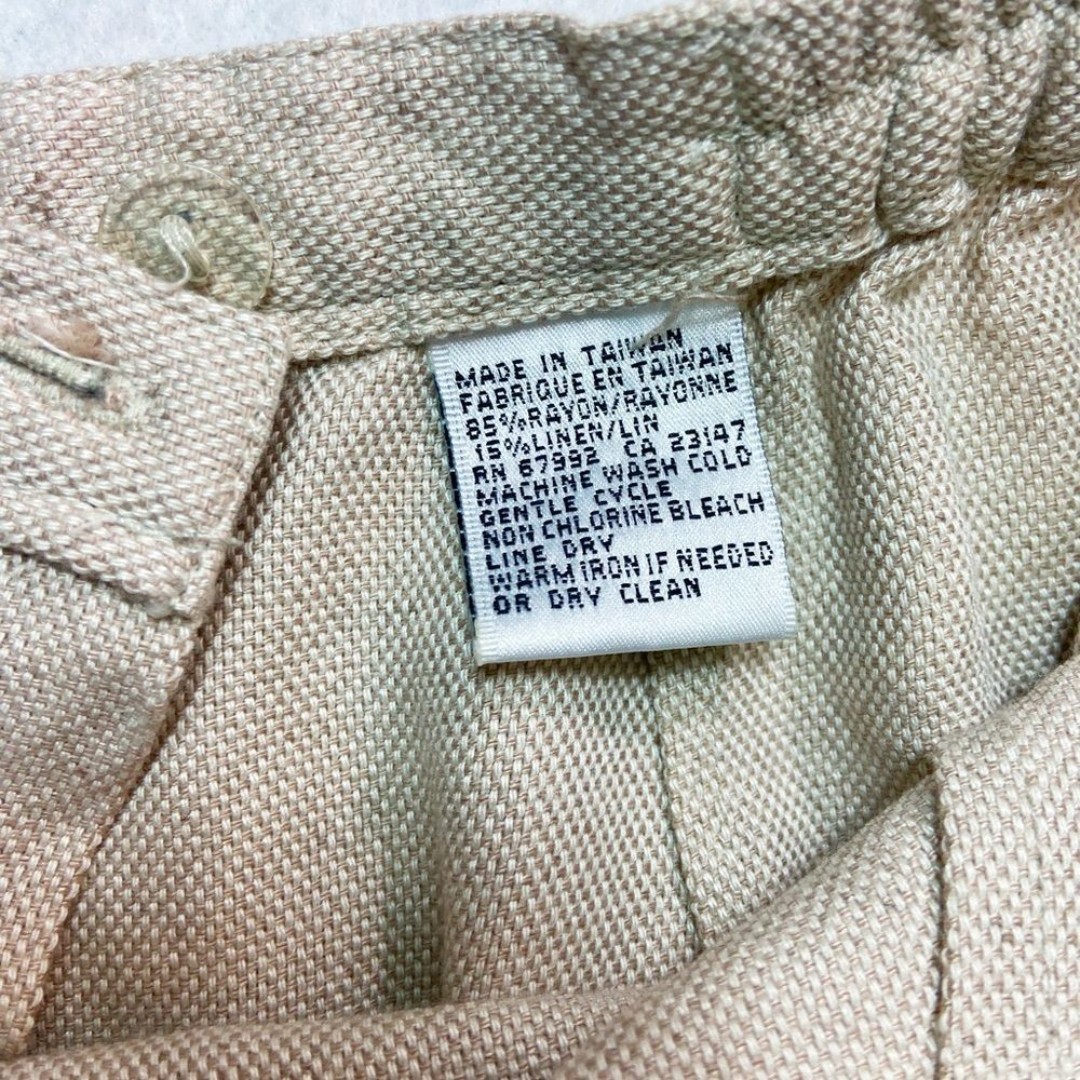 MADE IN TAIWAN
FABRIQUE EN TAIWAN
85%RAYON/RAYONNE
15%LINEN/LIN
RN 67992 CA 23147
MACHINE WASH COLD
GENTLE CYCLE
NON CHLORINE BLEACH
LINE DRY
WARM IRON IF NEEDED
OR DRY CLEAN